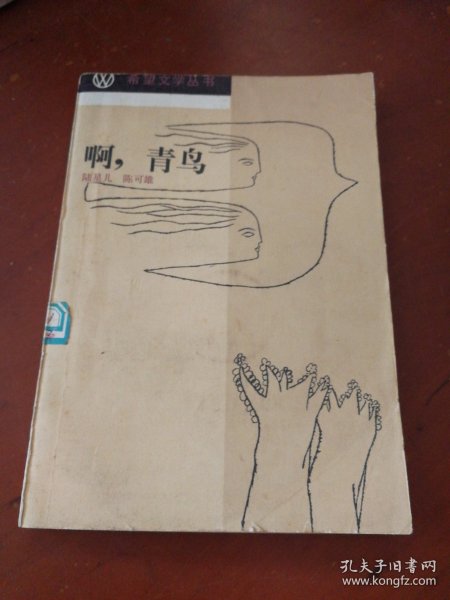 希望文学丛书
啊，青鸟
陆星儿 陈可雄
孔夫子旧书网
www.kongfz.com